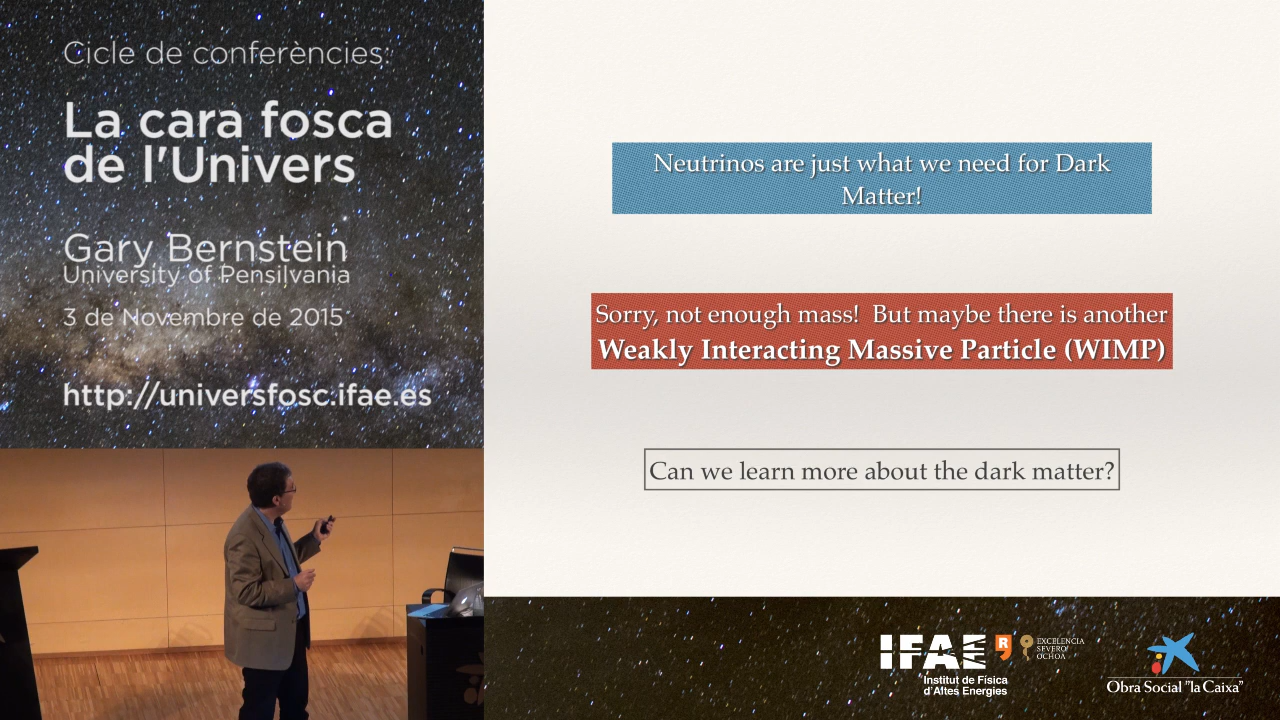 Cicle de conferències:
La cara fosca
de l'Univers
Gary Bernstein
University of Pensilvania
3 de Novembre de 2015
http://universfosc.ifae.es
Neutrinos are just what we need for Dark
Matter!
Sorry, not enough mass! But maybe there is another
Weakly Interacting Massive Particle (WIMP)
Can we learn more about the dark matter?
IFAE
Institut de Física
d'Altes Energies
R
EXCELENCIA
SEVERO
OCHOA
Obra Social "la Caixa"